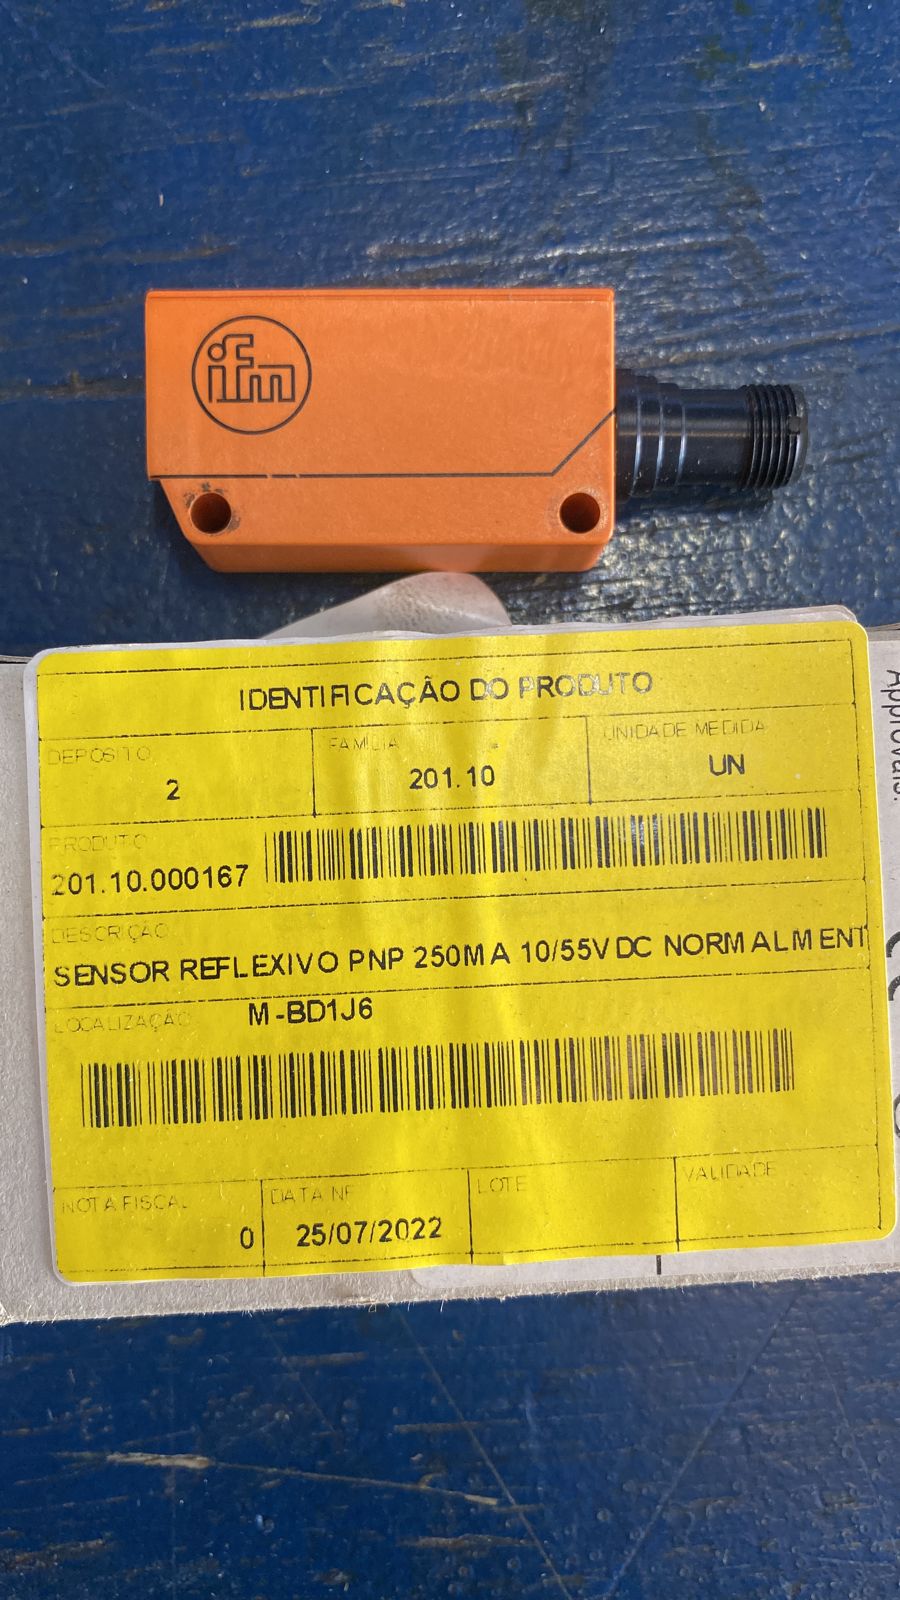 ifm
IDENTIFICAÇÃO DO PRODUTO
DEPOSITO
2
FAMILIA
201.10
UNIDADE MEDIDA
UN
PRODUTO
201.10.000167
DESCRIÇÃO
SENSOR REFLEXIVO PNP 250MA 10/55VDC NORMALMENT
LOCALIZAÇÃO
M-BD1J6
NOTA FISCAL
0
DATA NF
25/07/2022
LOTE
VALIDADE
Approvals: